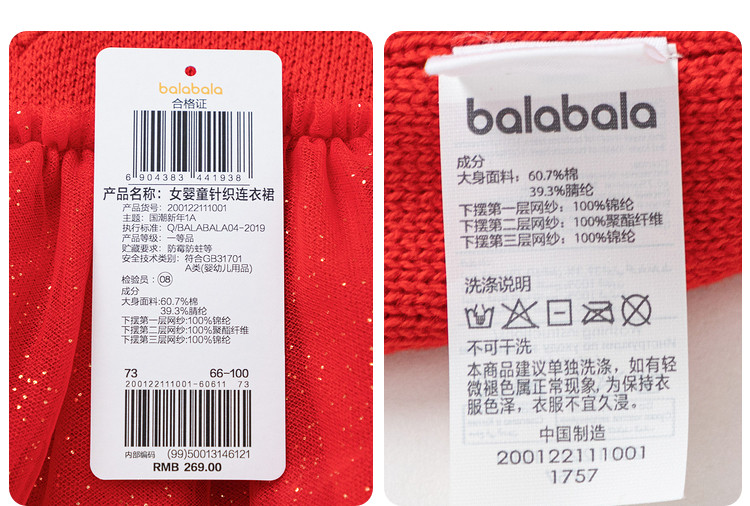 balabala
合格证
6 904383 441938
产品名称：女婴童针织连衣裙
产品货号：200122111001
主题：国潮新年1A
执行标准：Q/BALABALA04-2019
产品等级：一等品
贮藏要求：防霉防蛀等
安全技术类别：符合GB31701
A类(婴幼儿用品)
检验员：08
成分
大身面料:60.7%棉
39.3%腈纶
下摆第一层网纱:100%锦纶
下摆第二层网纱:100%聚酯纤维
下摆第三层网纱:100%锦纶
73 66-100
200122111001-60611 73
内部编码 (99)50013146121
RMB 269.00
balabala
成分
大身面料：60.7%棉
39.3%腈纶
下摆第一层网纱：100%锦纶
下摆第二层网纱：100%聚酯纤维
下摆第三层网纱：100%锦纶
洗涤说明
不可干洗
本商品建议单独洗涤，如有轻
微褪色属正常现象,为保持衣
服色泽，衣服不宜久浸。
中国制造
200122111001
1757